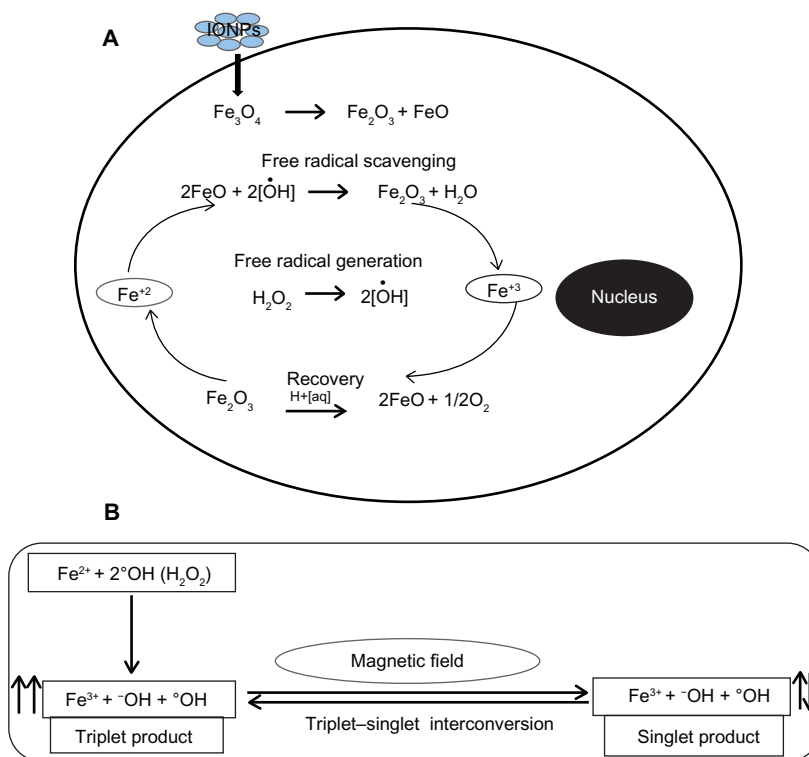 A
IONPs
Fe₃O₄ → Fe₂O₃ + FeO
Free radical scavenging
2FeO + 2[ȮH] → Fe₂O₃ + H₂O
Free radical generation
Fe⁺² H₂O₂ → 2[ȮH] Fe⁺³ Nucleus
Recovery
H+[aq]
Fe₂O₃ → 2FeO + 1/2O₂
B
Fe²⁺ + 2°OH (H₂O₂)
Magnetic field
Fe³⁺ + ⁻OH + °OH Fe³⁺ + ⁻OH + °OH
Triplet–singlet interconversion
Triplet product Singlet product